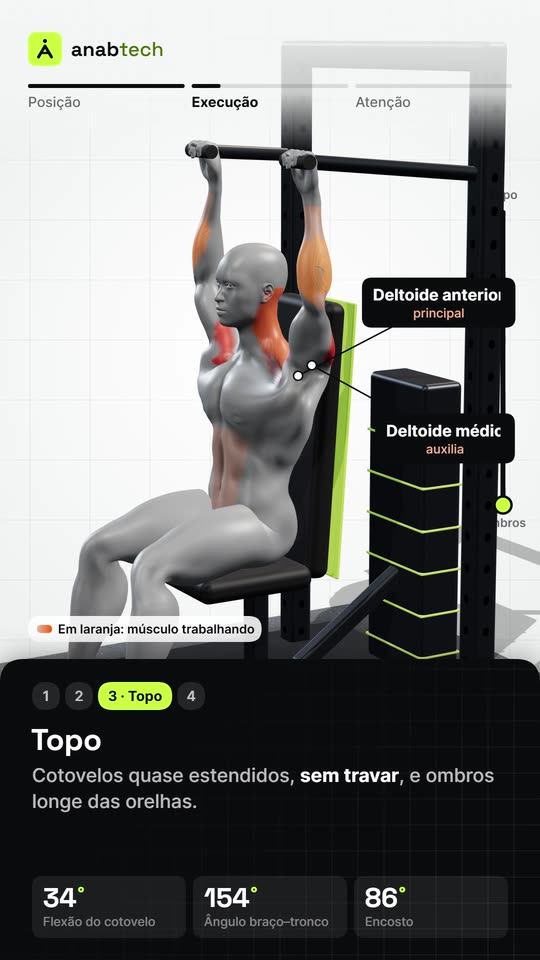 anabtech
Posição
Execução
Atenção
Deltoide anterior
principal
Deltoide médic
auxilia
Em laranja: músculo trabalhando
1
2
3 · Topo
4
Topo
Cotovelos quase estendidos, sem travar, e ombros
longe das orelhas.
34°
154°
86°
Flexão do cotovelo
Ângulo braço–tronco
Encosto